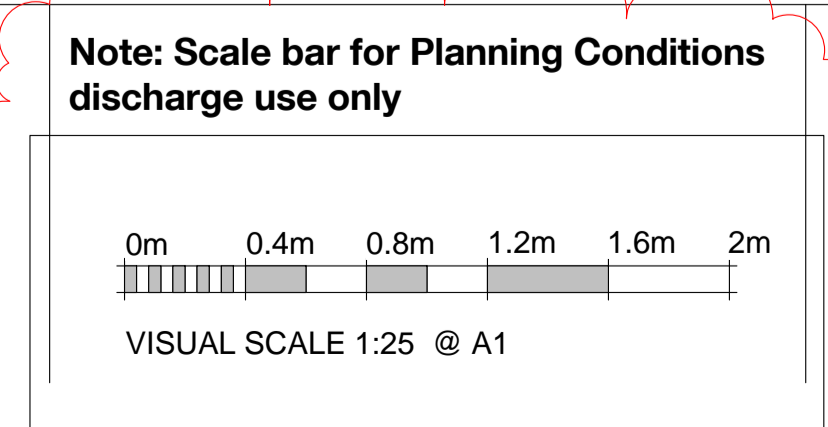 Note: Scale bar for Planning Conditions
discharge use only
0m 0.4m 0.8m 1.2m 1.6m 2m
VISUAL SCALE 1:25 @ A1